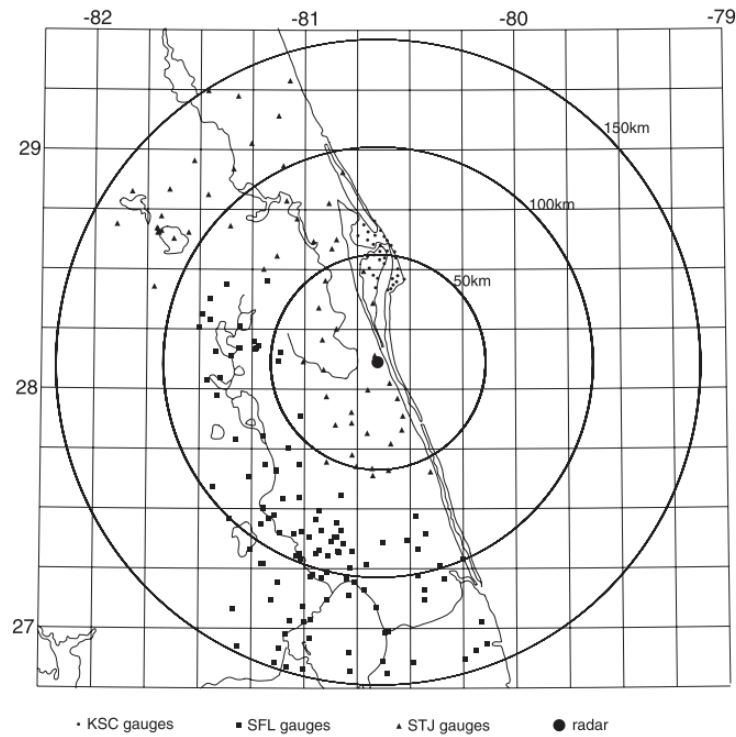 -82 -81 -80 -79
150km
29
100km
50km
28
27
KSC gauges SFL gauges STJ gauges radar